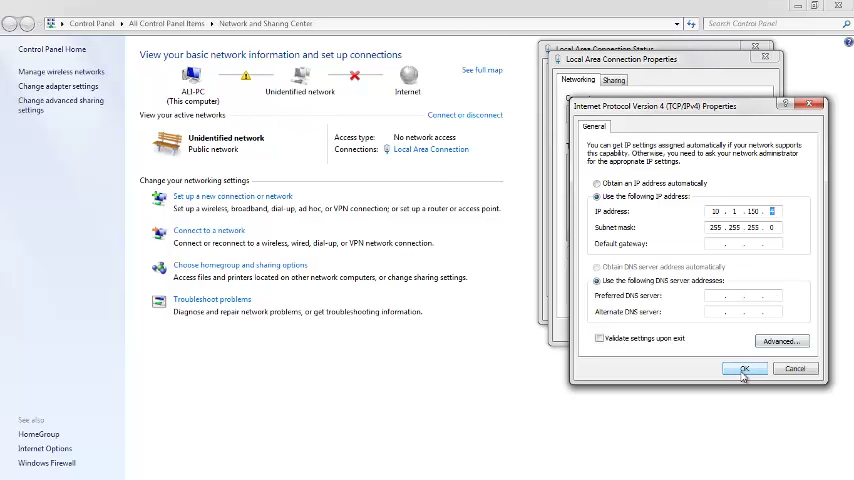 Control Panel ▸ All Control Panel Items ▸ Network and Sharing Center
Search Control Panel
Control Panel Home
Manage wireless networks
Change adapter settings
Change advanced sharing
settings
See also
HomeGroup
Internet Options
Windows Firewall
View your basic network information and set up connections
See full map
ALI-PC
(This computer)
Unidentified network
Internet
View your active networks
Connect or disconnect
Unidentified network
Public network
Access type: No network access
Connections: Local Area Connection
Change your networking settings
Set up a new connection or network
Set up a wireless, broadband, dial-up, ad hoc, or VPN connection; or set up a router or access point.
Connect to a network
Connect or reconnect to a wireless, wired, dial-up, or VPN network connection.
Choose homegroup and sharing options
Access files and printers located on other network computers, or change sharing settings.
Troubleshoot problems
Diagnose and repair network problems, or get troubleshooting information.
Local Area Connection Status
Local Area Connection Properties
Networking
Sharing
Internet Protocol Version 4 (TCP/IPv4) Properties
General
You can get IP settings assigned automatically if your network supports
this capability. Otherwise, you need to ask your network administrator
for the appropriate IP settings.
Obtain an IP address automatically
Use the following IP address:
IP address: 10 . 1 . 150 .
Subnet mask: 255 . 255 . 255 . 0
Default gateway: . . .
Obtain DNS server address automatically
Use the following DNS server addresses:
Preferred DNS server: . . .
Alternate DNS server: . . .
Validate settings upon exit
Advanced...
OK
Cancel